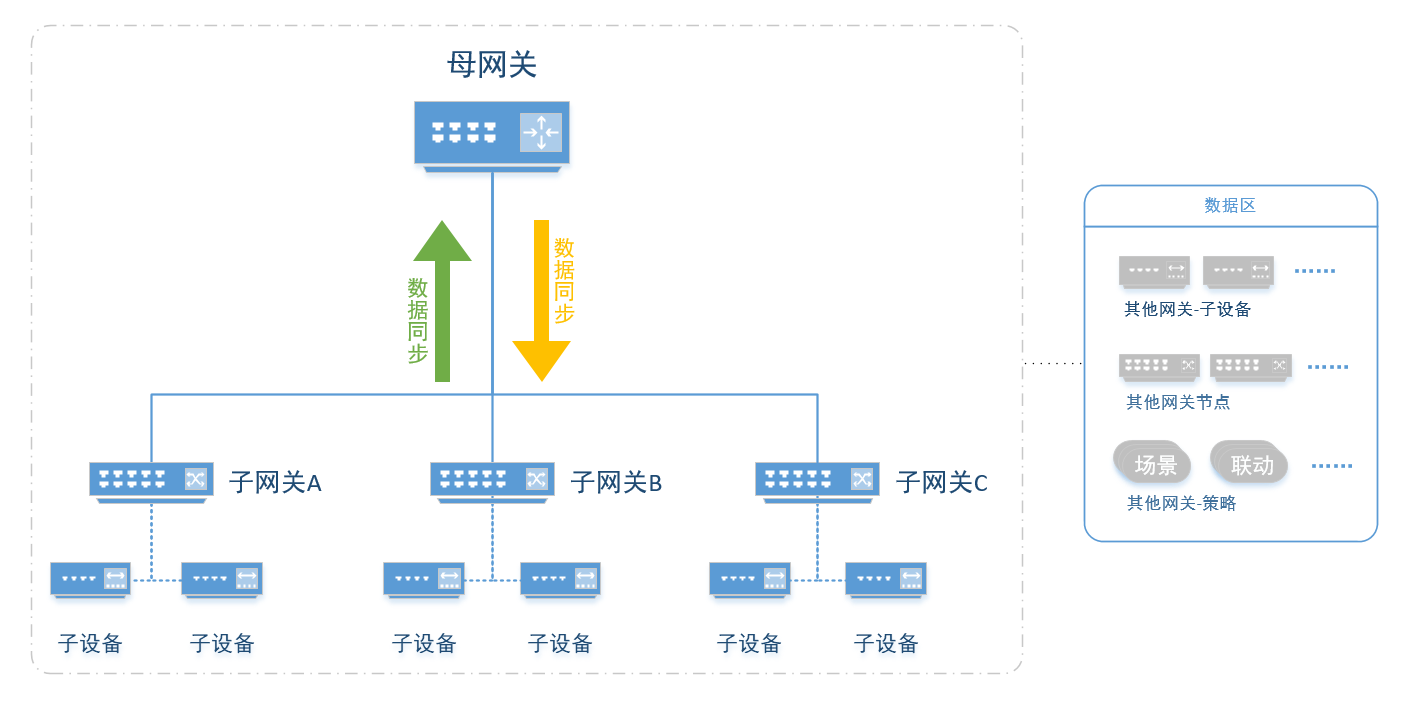 母网关
数据同步
数据同步
子网关A
子网关B
子网关C
子设备
子设备
子设备
子设备
子设备
子设备
数据区
······
其他网关-子设备
······
其他网关节点
场景
联动
······
其他网关-策略